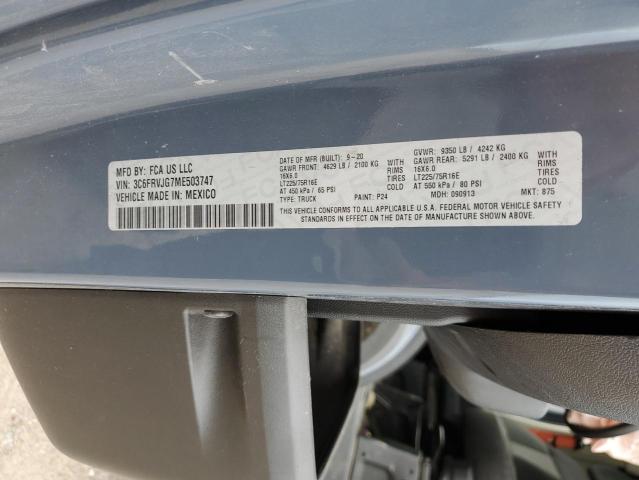 MFD BY: FCA US LLC
VIN: 3C6FRVJG7ME503747
VEHICLE MADE IN: MEXICO
DATE OF MFR (BUILT): 9-20
GAWR FRONT: 4629 LB / 2100 KG
16X6.0
LT225/75R16E
AT 450 kPa / 65 PSI
TYPE: TRUCK
WITH
RIMS
TIRES
COLD
PAINT: P24
MDH: 090913
GVWR: 9350 LB / 4242 KG
GAWR REAR: 5291 LB / 2400 KG
16X6.0
LT225/75R16E
AT 550 kPa / 80 PSI
WITH
RIMS
TIRES
COLD
MKT: 875
THIS VEHICLE CONFORMS TO ALL APPLICABLE U.S.A. FEDERAL MOTOR VEHICLE SAFETY
STANDARDS IN EFFECT ON THE DATE OF MANUFACTURE SHOWN ABOVE.